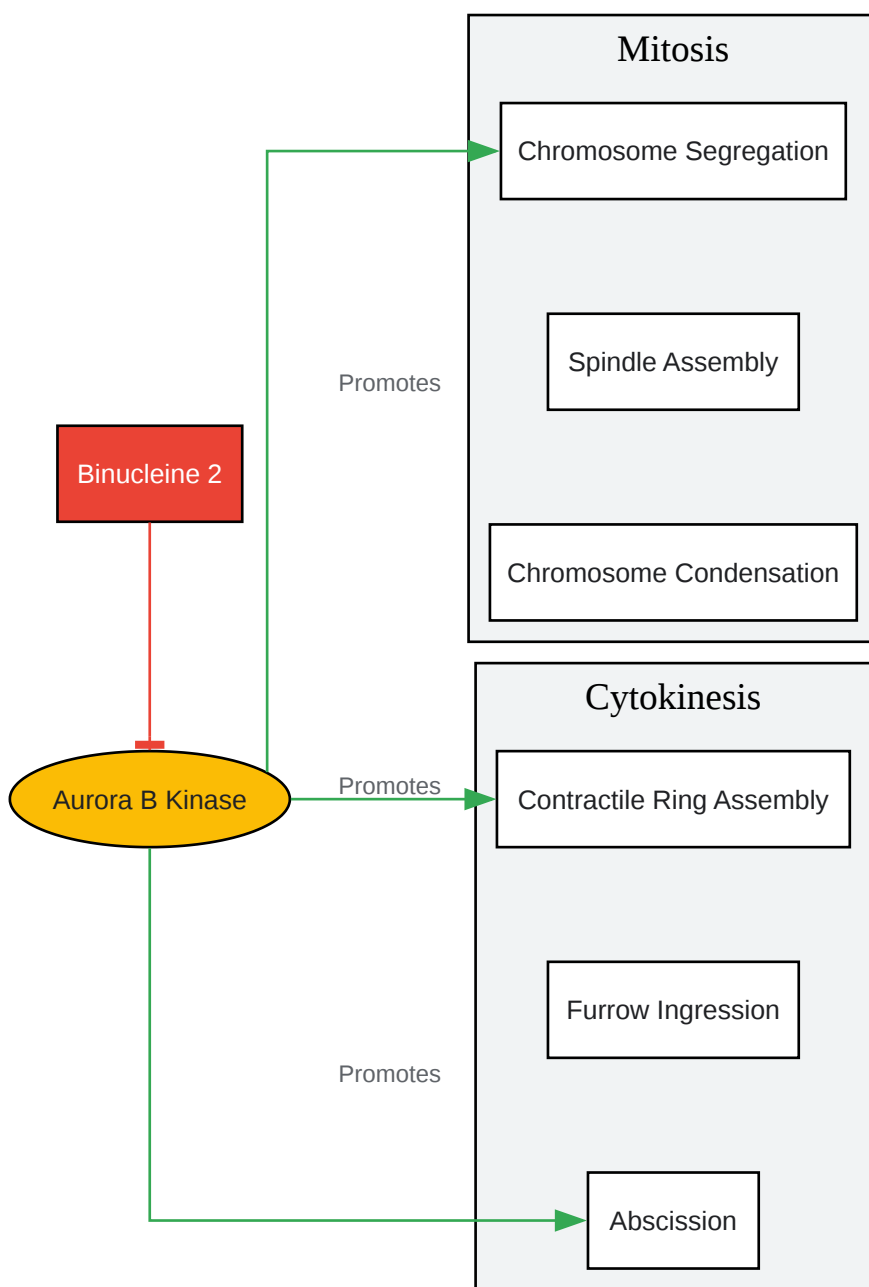 Mitosis
Chromosome Segregation
Spindle Assembly
Promotes
Binucleine 2
Chromosome Condensation
Cytokinesis
Aurora B Kinase
Promotes
Contractile Ring Assembly
Furrow Ingression
Promotes
Abscission